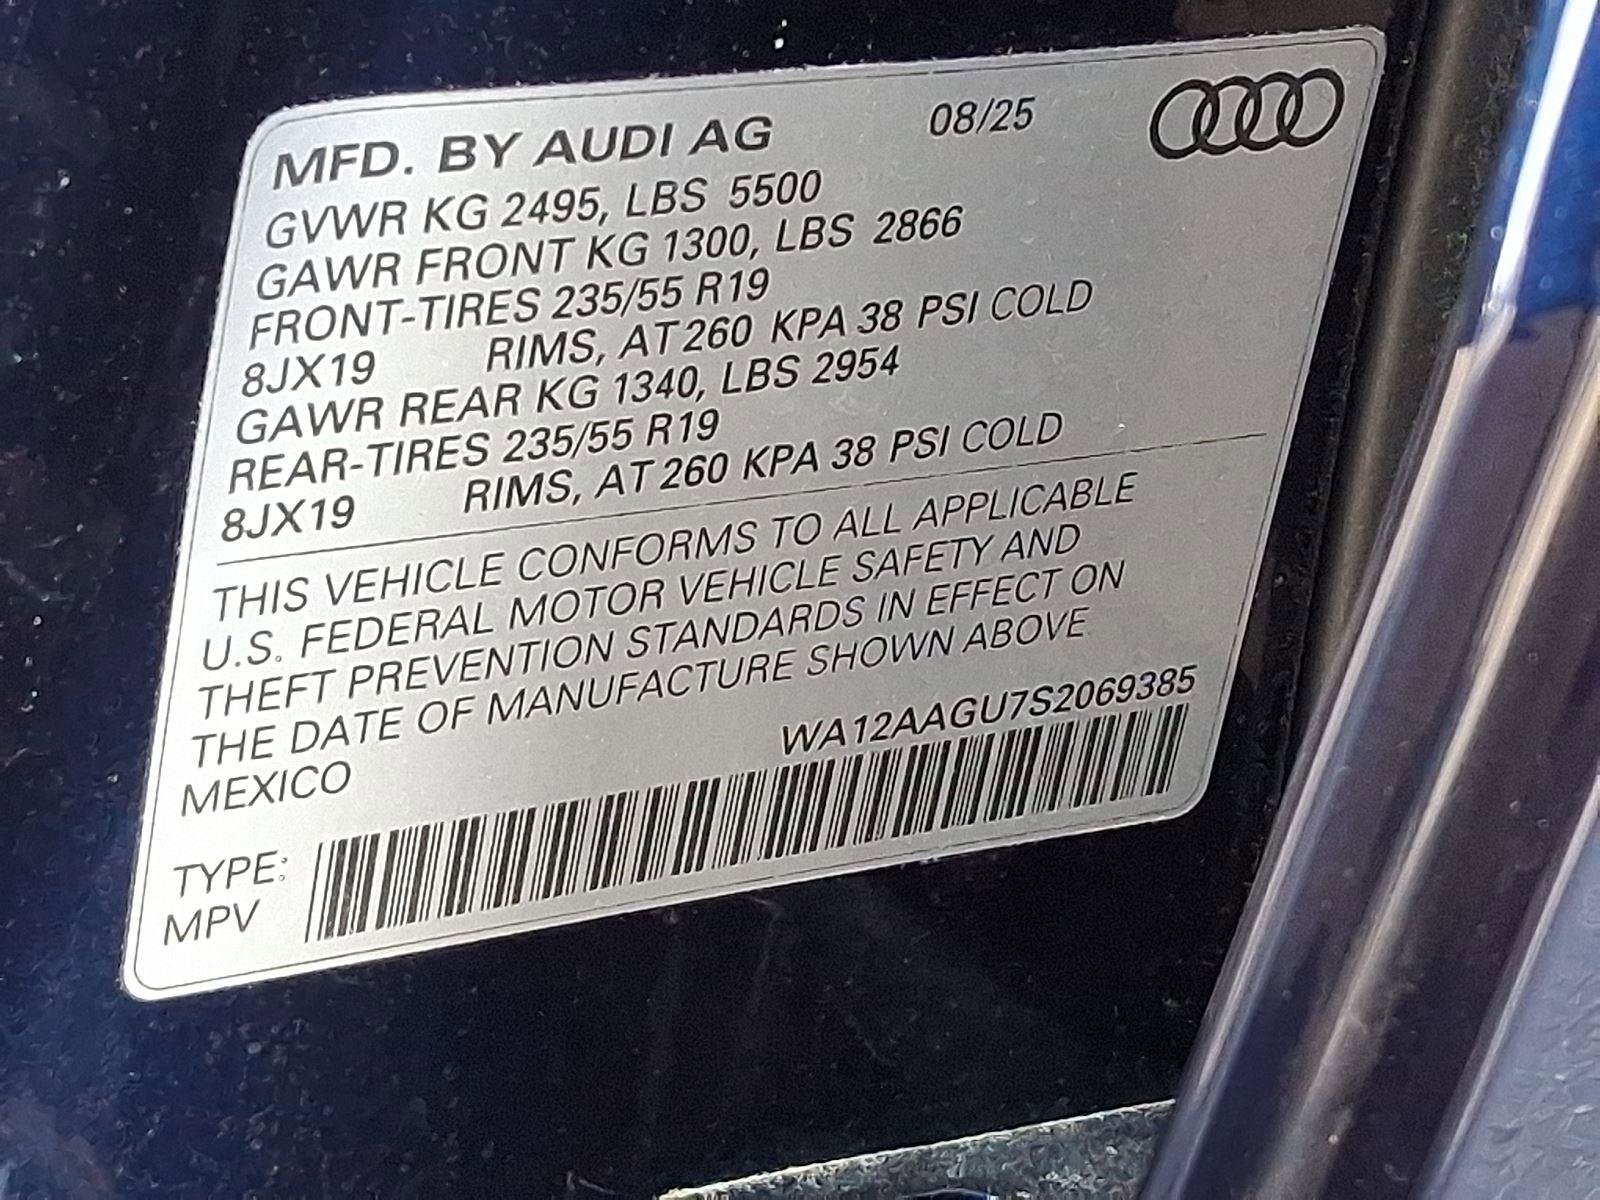 MFD. BY AUDI AG 08/25
GVWR KG 2495, LBS 5500
GAWR FRONT KG 1300, LBS 2866
FRONT-TIRES 235/55 R19
8JX19 RIMS, AT 260 KPA 38 PSI COLD
GAWR REAR KG 1340, LBS 2954
REAR-TIRES 235/55 R19
8JX19 RIMS, AT 260 KPA 38 PSI COLD
THIS VEHICLE CONFORMS TO ALL APPLICABLE
U.S. FEDERAL MOTOR VEHICLE SAFETY AND
THEFT PREVENTION STANDARDS IN EFFECT ON
THE DATE OF MANUFACTURE SHOWN ABOVE
MEXICO WA12AAGU7S2069385
TYPE:
MPV